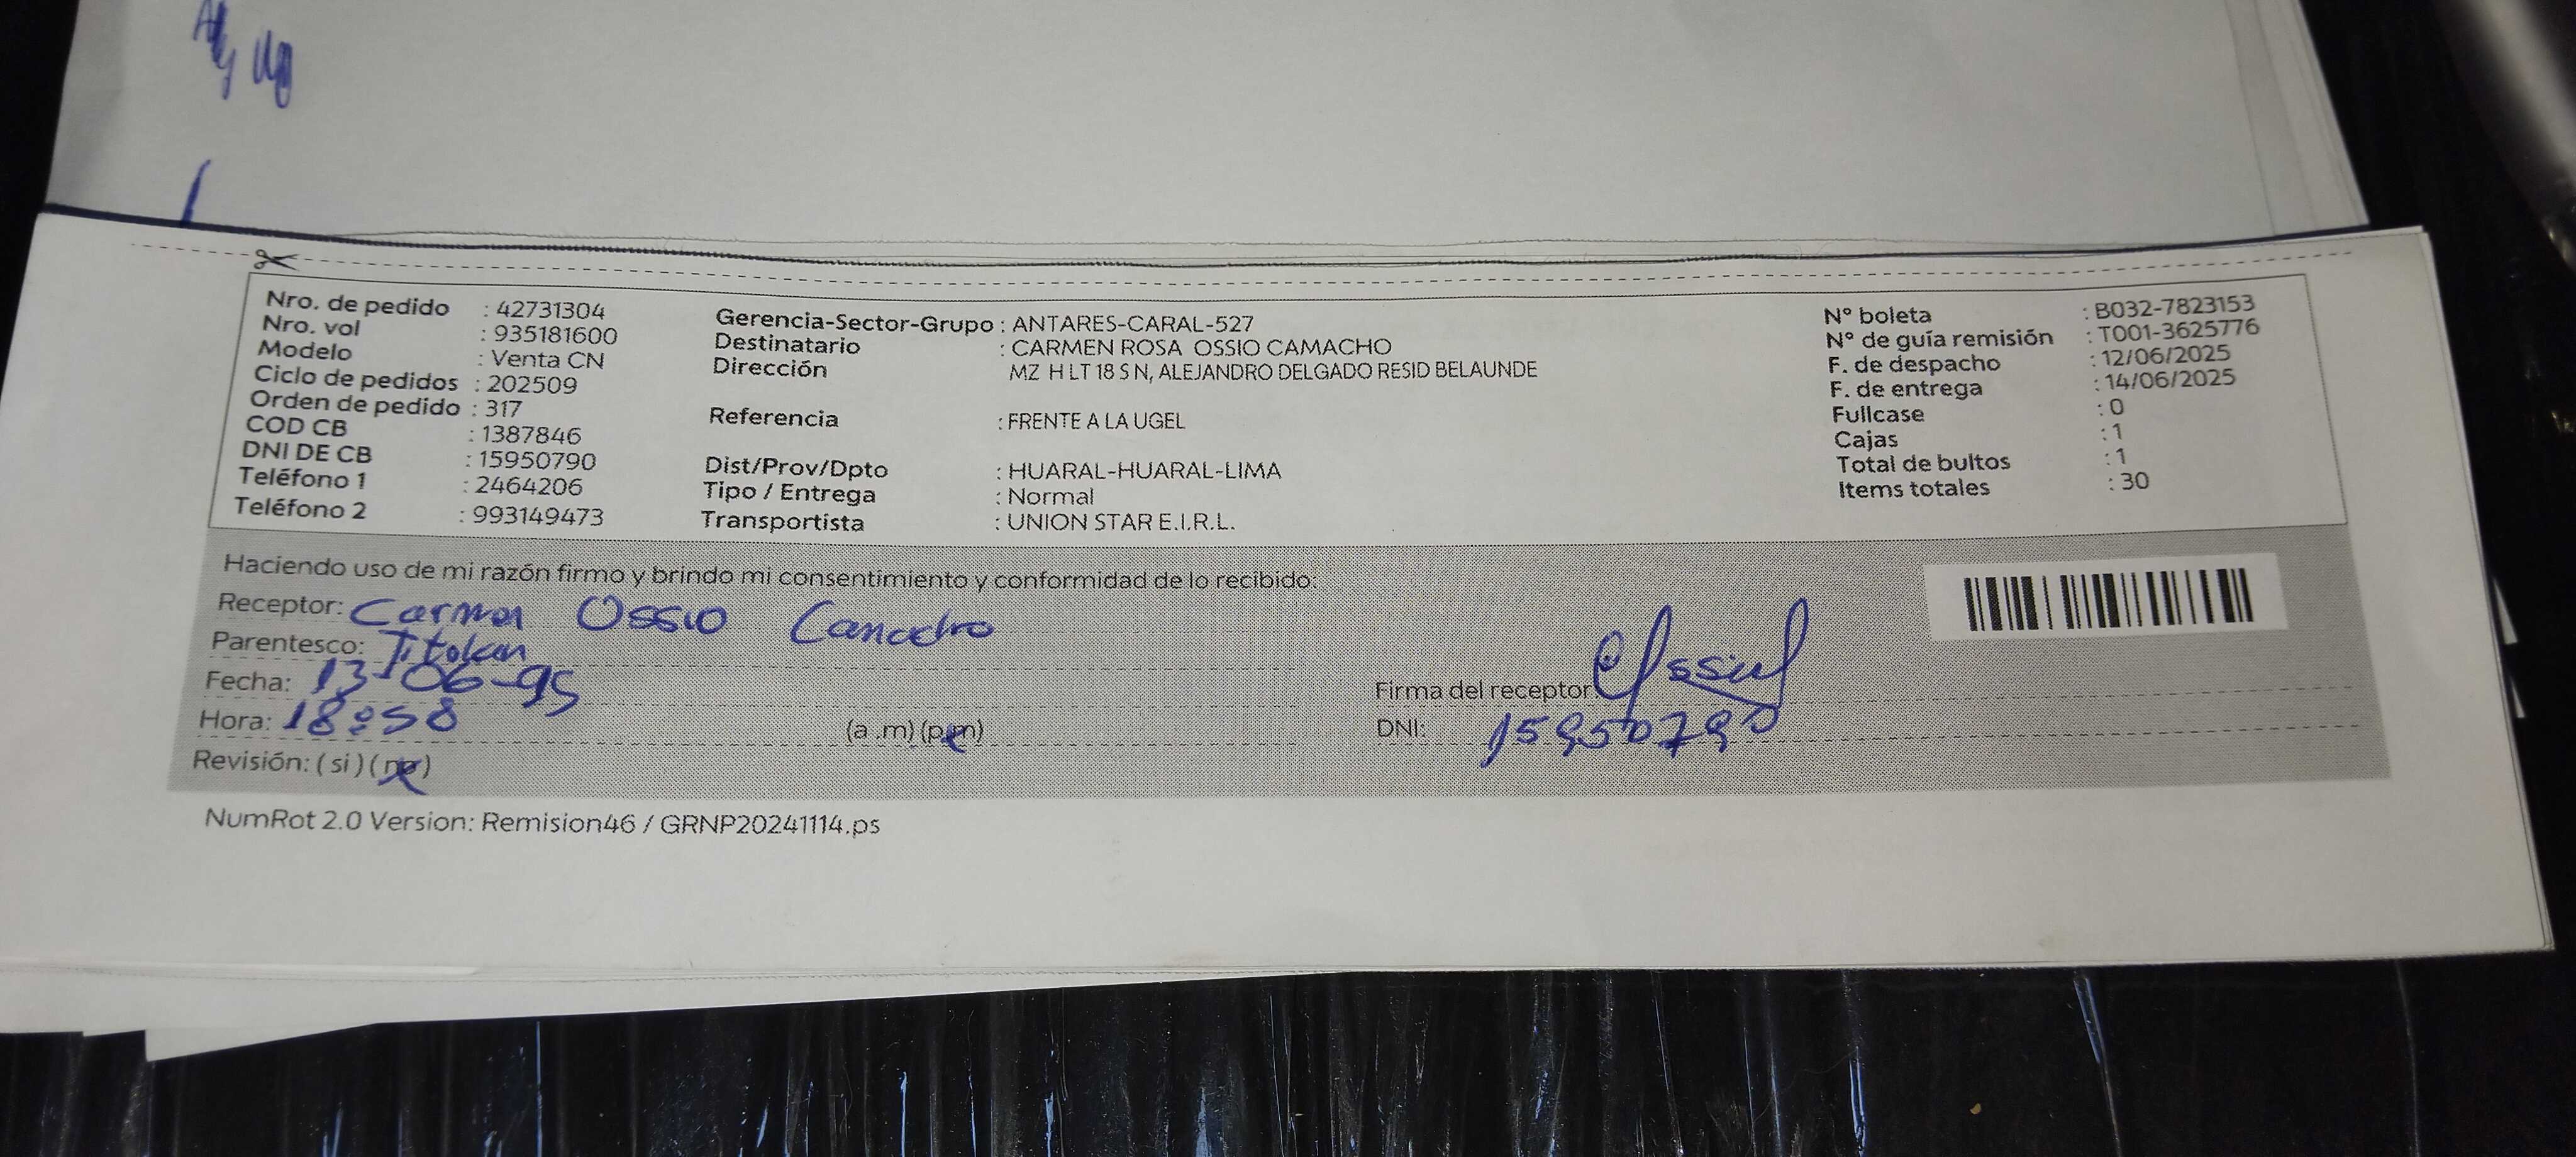 Nro. de pedido : 42731304
Nro. vol : 935181600
Modelo : Venta CN
Ciclo de pedidos : 202509
Orden de pedido : 317
COD CB : 1387846
DNI DE CB : 15950790
Teléfono 1 : 2464206
Teléfono 2 : 993149473
Gerencia-Sector-Grupo : ANTARES-CARAL-527
Destinatario : CARMEN ROSA OSSIO CAMACHO
Dirección MZ H LT 18 S N, ALEJANDRO DELGADO RESID BELAUNDE
Referencia : FRENTE A LA UGEL
Dist/Prov/Dpto : HUARAL-HUARAL-LIMA
Tipo / Entrega : Normal
Transportista : UNION STAR E.I.R.L.
N° boleta : B032-7823153
N° de guía remisión : T001-3625776
F. de despacho : 12/06/2025
F. de entrega : 14/06/2025
Fullcase : 0
Cajas : 1
Total de bultos : 1
Items totales : 30
Haciendo uso de mi razón firmo y brindo mi consentimiento y conformidad de lo recibido:
Receptor: Carmen Ossio Camacho
Parentesco: Titular
Fecha: 13-06-95
Hora: 18:58 (a .m) (p.m)
Revisión: ( si ) ( no )
Firma del receptor
DNI: 15950790
NumRot 2.0 Version: Remision46 / GRNP20241114.ps